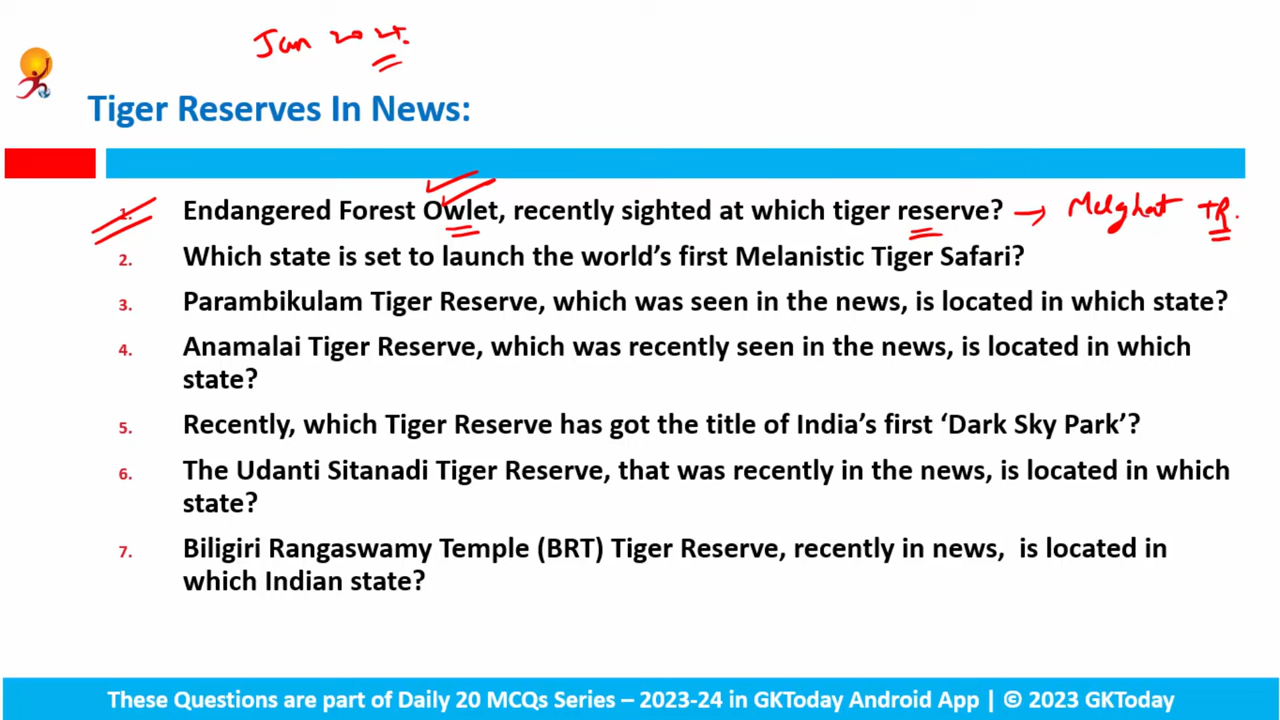 Jan 2024.
Tiger Reserves In News:
1. Endangered Forest Owlet, recently sighted at which tiger reserve? → Melghat TR.
2. Which state is set to launch the world’s first Melanistic Tiger Safari?
3. Parambikulam Tiger Reserve, which was seen in the news, is located in which state?
4. Anamalai Tiger Reserve, which was recently seen in the news, is located in which
state?
5. Recently, which Tiger Reserve has got the title of India’s first ‘Dark Sky Park’?
6. The Udanti Sitanadi Tiger Reserve, that was recently in the news, is located in which
state?
7. Biligiri Rangaswamy Temple (BRT) Tiger Reserve, recently in news, is located in
which Indian state?
These Questions are part of Daily 20 MCQs Series – 2023-24 in GKToday Android App | © 2023 GKToday